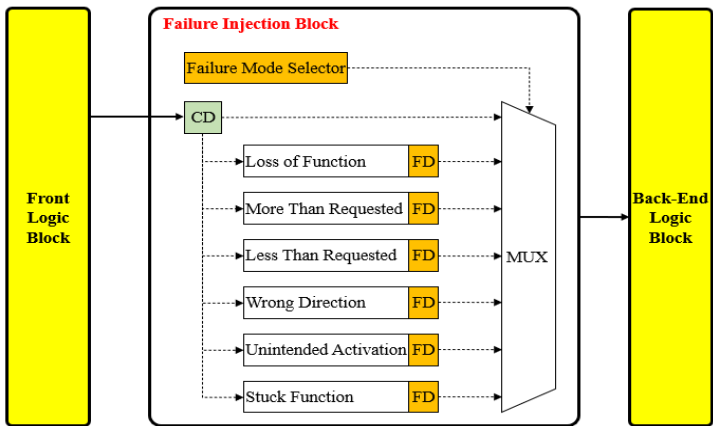 Failure Injection Block
Failure Mode Selector
CD
Loss of Function FD
More Than Requested FD
Less Than Requested FD
Wrong Direction FD
Unintended Activation FD
Stuck Function FD
MUX
Front
Logic
Block
Back-End
Logic
Block